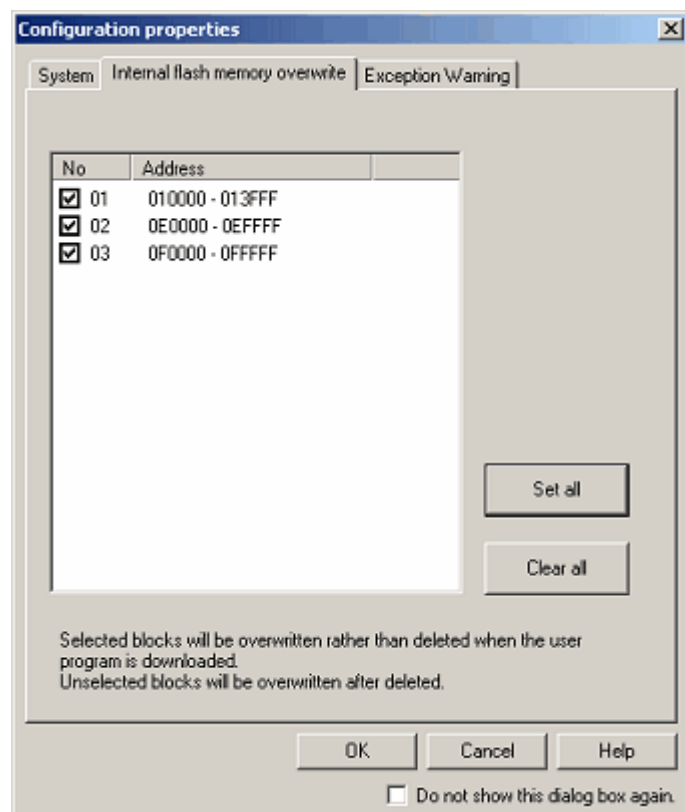 Configuration properties
System Internal flash memory overwrite Exception Warning
No Address
01 010000 - 013FFF
02 0E0000 - 0EFFFF
03 0F0000 - 0FFFFF
Set all
Clear all
Selected blocks will be overwritten rather than deleted when the user
program is downloaded.
Unselected blocks will be overwritten after deleted.
OK Cancel Help
Do not show this dialog box again.